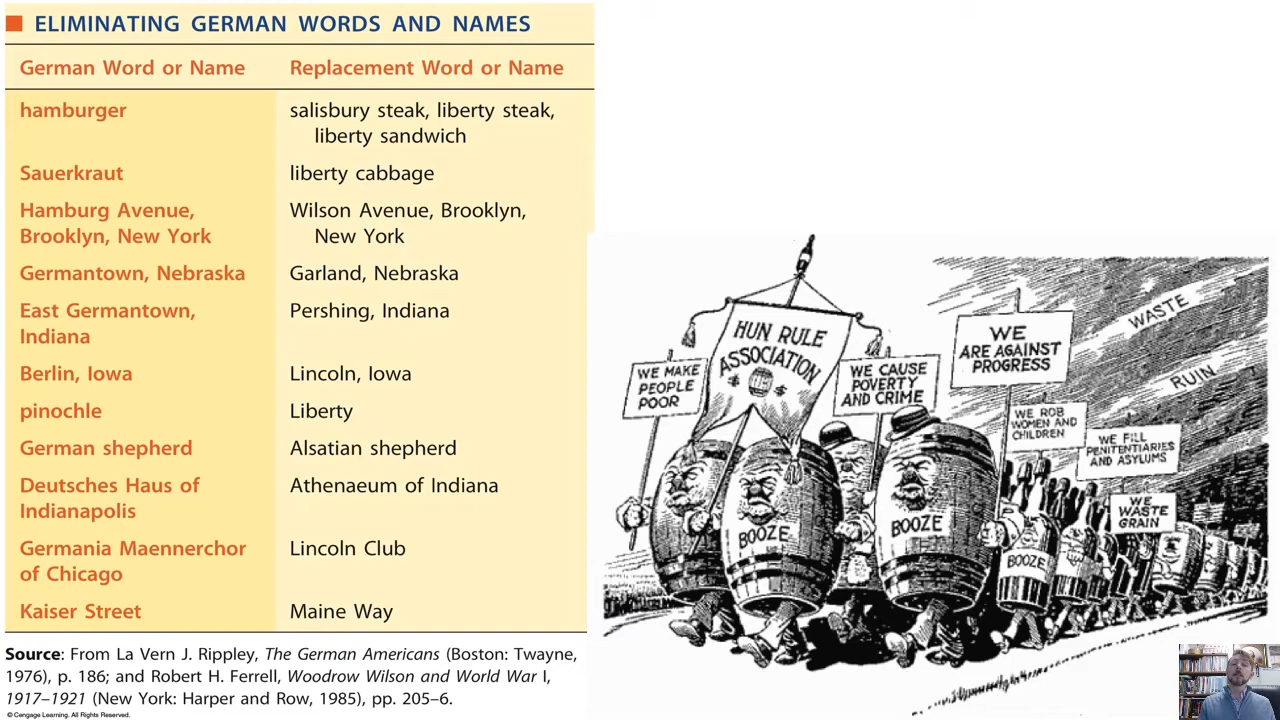 ELIMINATING GERMAN WORDS AND NAMES
German Word or Name Replacement Word or Name
hamburger salisbury steak, liberty steak,
liberty sandwich
Sauerkraut liberty cabbage
Hamburg Avenue, Wilson Avenue, Brooklyn,
Brooklyn, New York New York
Germantown, Nebraska Garland, Nebraska
East Germantown, Pershing, Indiana
Indiana
Berlin, Iowa Lincoln, Iowa
pinochle Liberty
German shepherd Alsatian shepherd
Deutsches Haus of Athenaeum of Indiana
Indianapolis
Germania Maennerchor Lincoln Club
of Chicago
Kaiser Street Maine Way
Source: From La Vern J. Rippley, The German Americans (Boston: Twayne,
1976), p. 186; and Robert H. Ferrell, Woodrow Wilson and World War I,
1917–1921 (New York: Harper and Row, 1985), pp. 205–6.
© Cengage Learning. All Rights Reserved.
WE MAKE
PEOPLE
POOR
HUN RULE
ASSOCIATION
WE CAUSE
POVERTY
AND CRIME
WE
ARE AGAINST
PROGRESS
WE ROB
WOMEN AND
CHILDREN
WE FILL
PENITENTIARIES
AND ASYLUMS
WE
WASTE
GRAIN
WASTE
RUIN
BOOZE
BOOZE
BOOZE